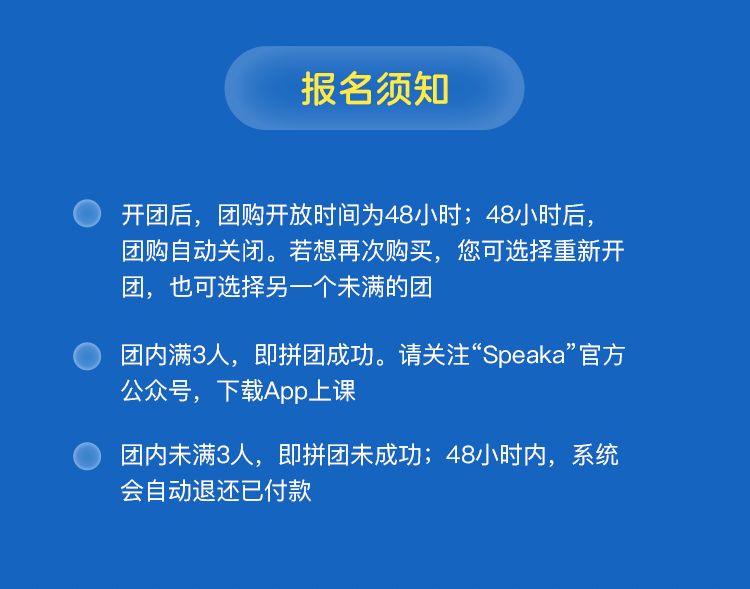 报名须知
开团后，团购开放时间为48小时；48小时后，
团购自动关闭。若想再次购买，您可选择重新开
团，也可选择另一个未满的团
团内满3人，即拼团成功。请关注“Speaka”官方
公众号，下载App上课
团内未满3人，即拼团未成功；48小时内，系统
会自动退还已付款